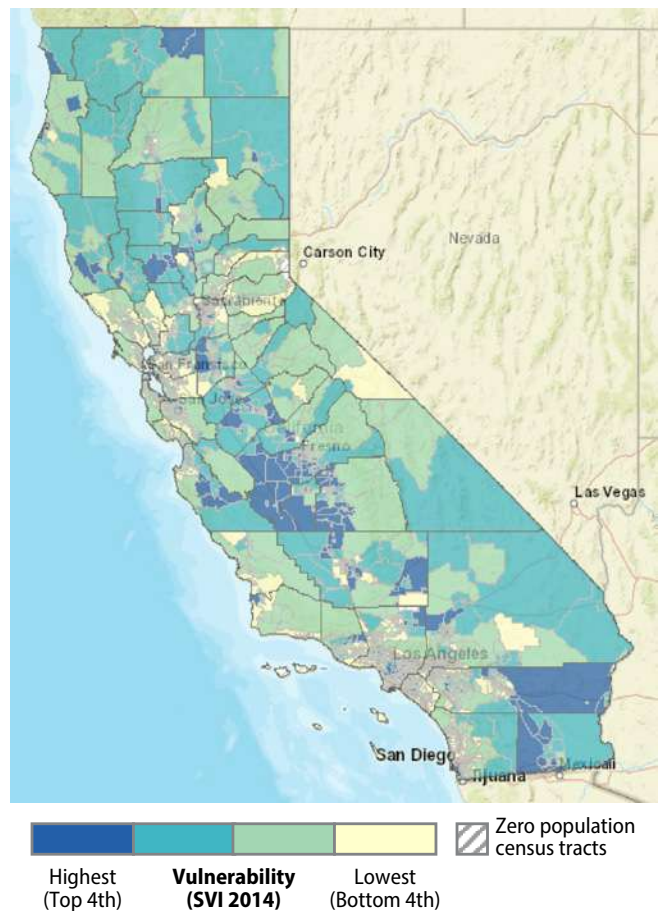 Carson City
Nevada
Sacramento
San Francisco
San Jose
California
Fresno
Las Vegas
Los Angeles
San Diego
Tijuana
Mexicali
Zero population
census tracts
Highest
(Top 4th)
Vulnerability
(SVI 2014)
Lowest
(Bottom 4th)